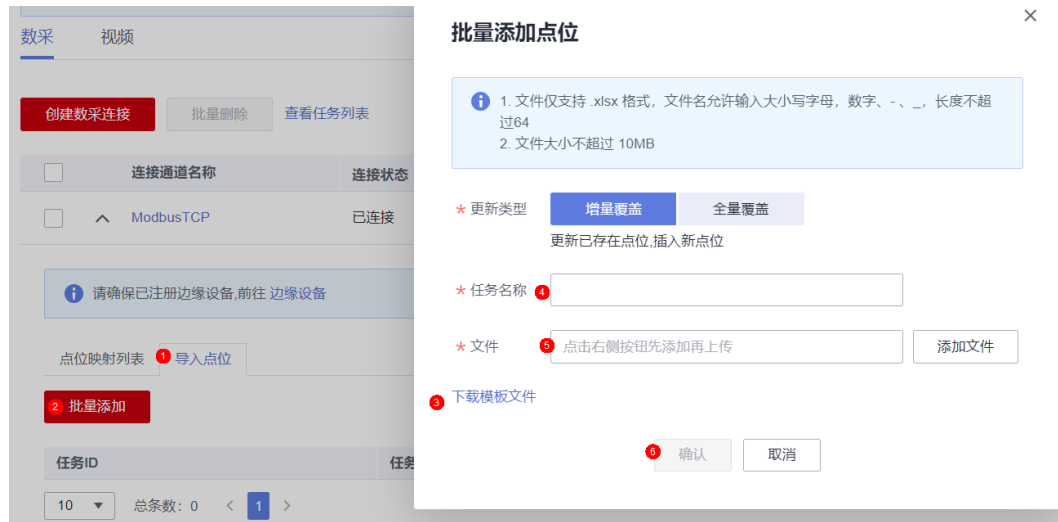 数采 视频
创建数采连接 批量删除 查看任务列表
连接通道名称 连接状态
ModbusTCP 已连接
请确保已注册边缘设备,前往 边缘设备
点位映射列表 1 导入点位
2 批量添加
任务ID 任务
10 总条数：0 < 1 >
批量添加点位
1. 文件仅支持 .xlsx 格式，文件名允许输入大小写字母，数字、- 、_，长度不超
过64
2. 文件大小不超过 10MB
* 更新类型 增量覆盖 全量覆盖
更新已存在点位,插入新点位
* 任务名称 4
* 文件 5 点击右侧按钮先添加再上传 添加文件
3 下载模板文件
6 确认 取消